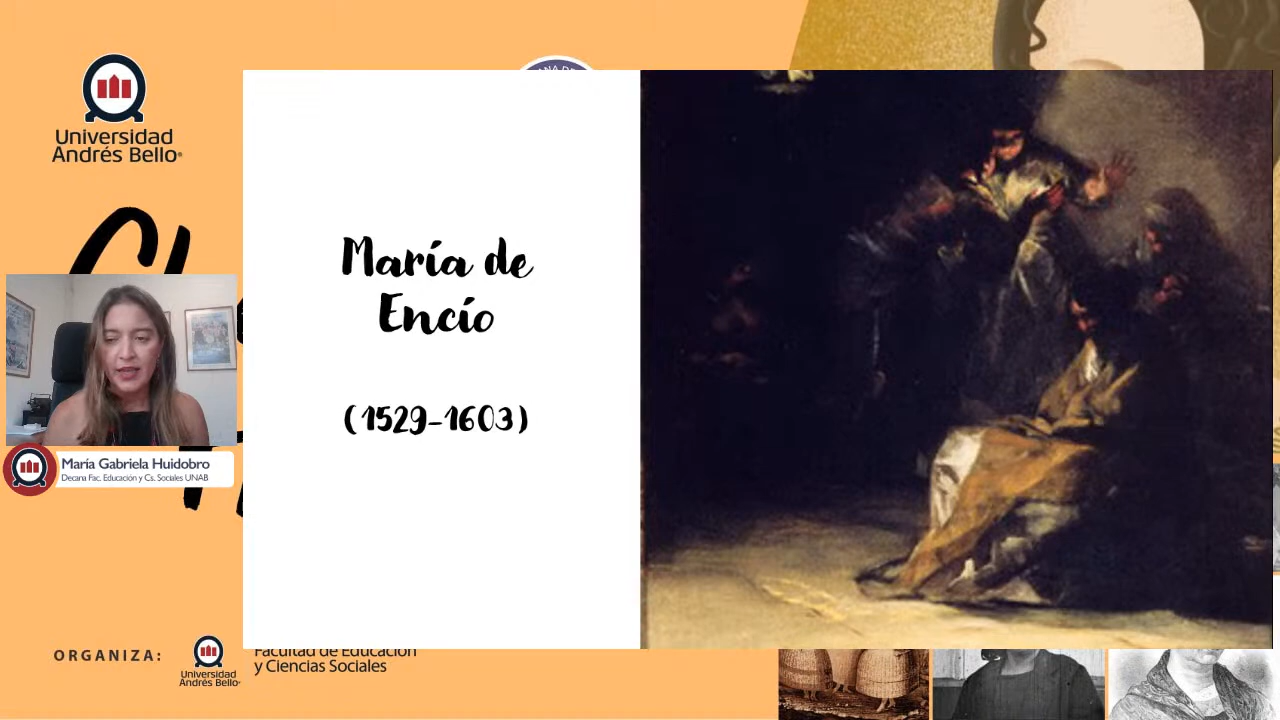 Universidad
Andrés Bello®
María de
Encío
(1529-1603)
María Gabriela Huidobro
Decana Fac. Educación y Cs. Sociales UNAB
ORGANIZA:
Universidad
Andrés Bello®
Facultad de Educación
y Ciencias Sociales